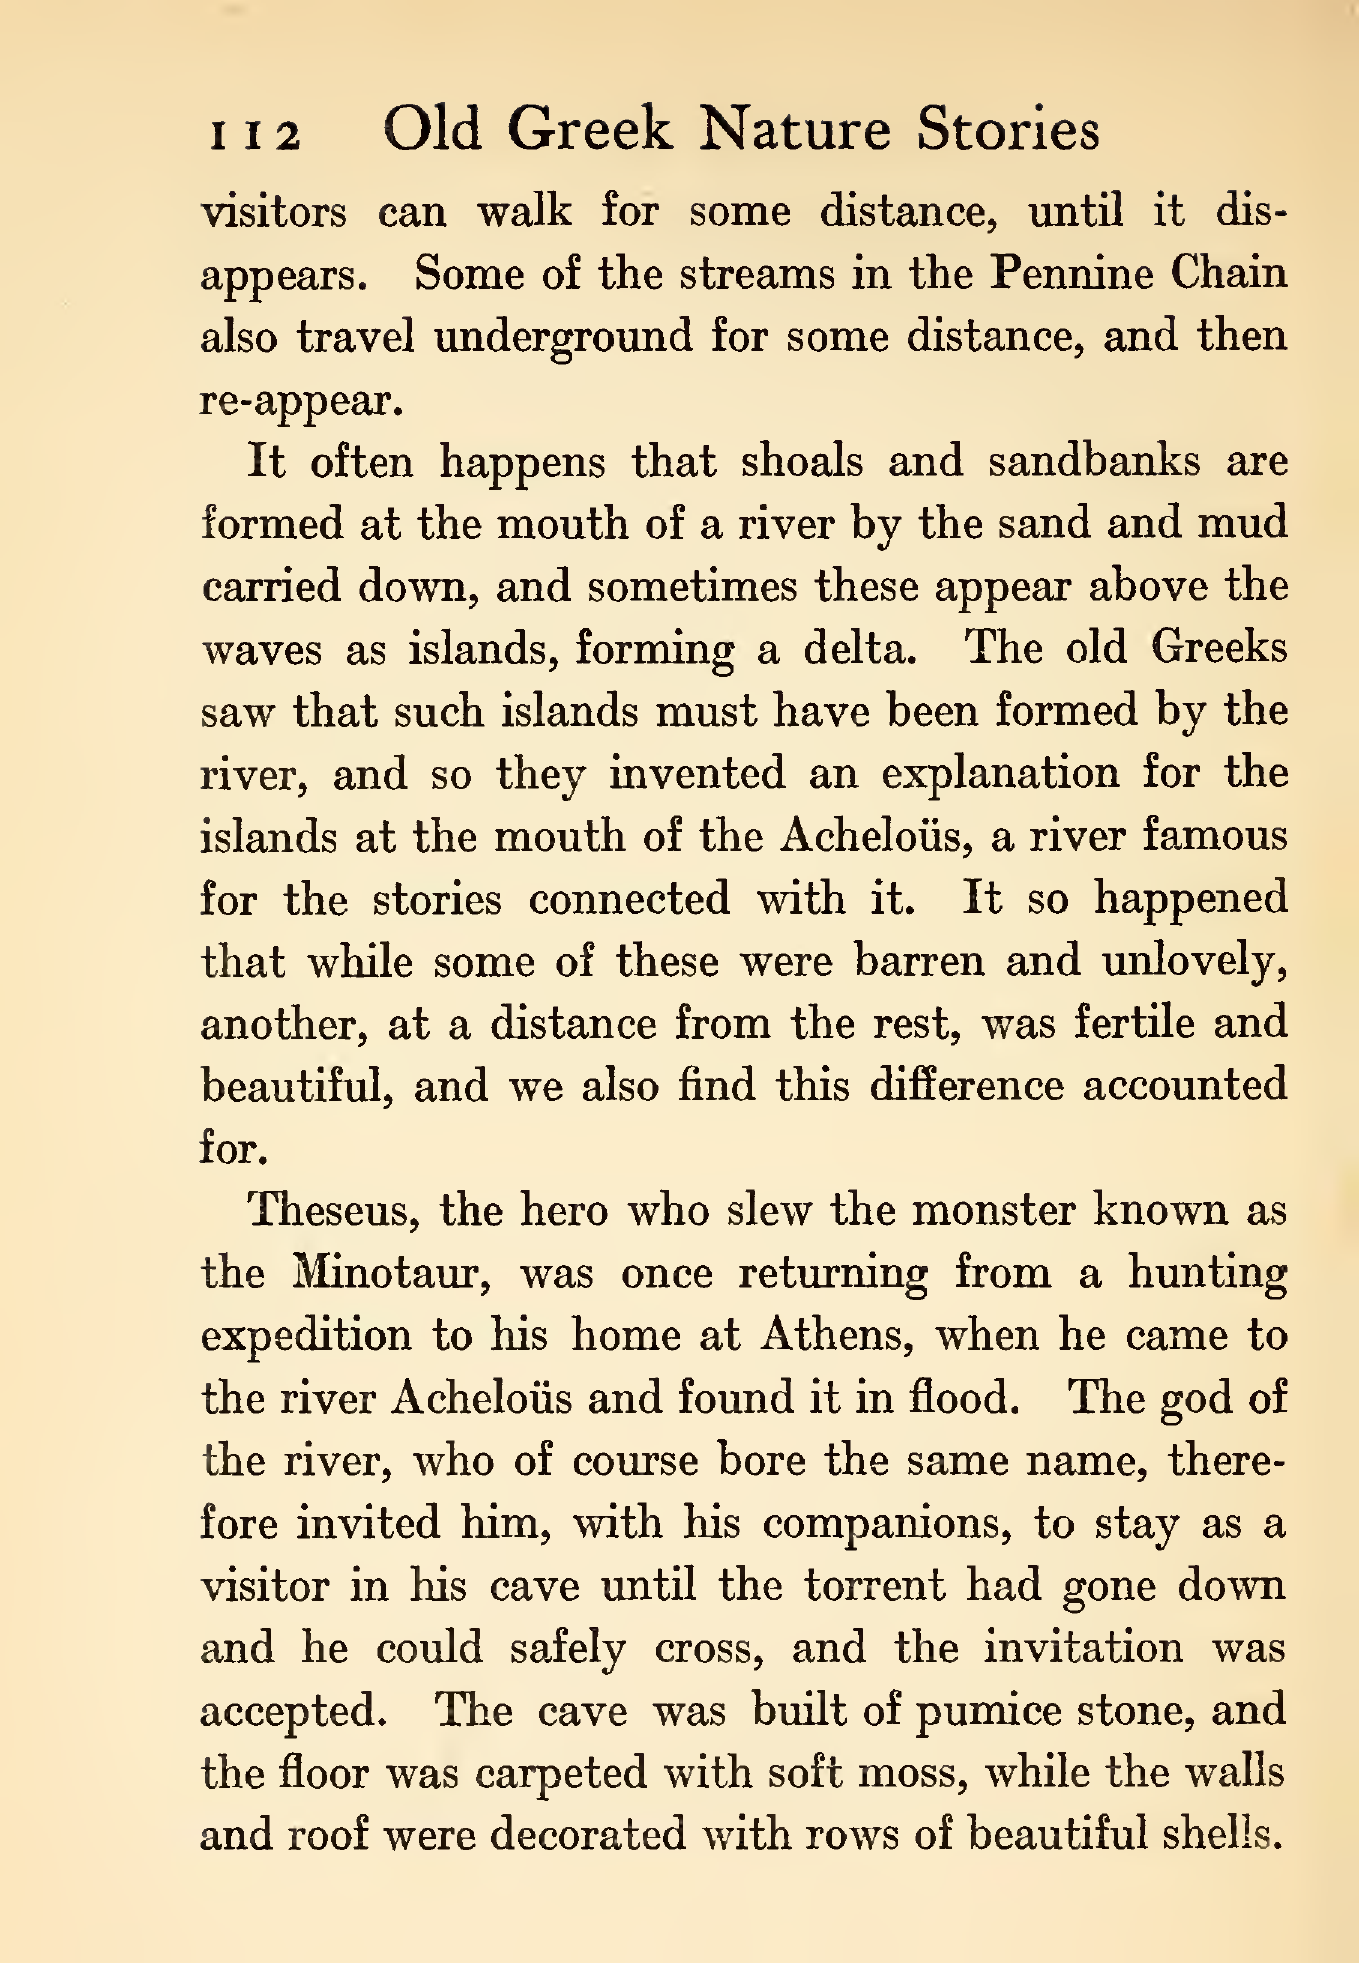 112 Old Greek Nature Stories
visitors can walk for some distance, until it dis-
appears. Some of the streams in the Pennine Chain
also travel underground for some distance, and then
re-appear.
It often happens that shoals and sandbanks are
formed at the mouth of a river by the sand and mud
carried down, and sometimes these appear above the
waves as islands, forming a delta. The old Greeks
saw that such islands must have been formed by the
river, and so they invented an explanation for the
islands at the mouth of the Acheloüs, a river famous
for the stories connected with it. It so happened
that while some of these were barren and unlovely,
another, at a distance from the rest, was fertile and
beautiful, and we also find this difference accounted
for.
Theseus, the hero who slew the monster known as
the Minotaur, was once returning from a hunting
expedition to his home at Athens, when he came to
the river Acheloüs and found it in flood. The god of
the river, who of course bore the same name, there-
fore invited him, with his companions, to stay as a
visitor in his cave until the torrent had gone down
and he could safely cross, and the invitation was
accepted. The cave was built of pumice stone, and
the floor was carpeted with soft moss, while the walls
and roof were decorated with rows of beautiful shells.